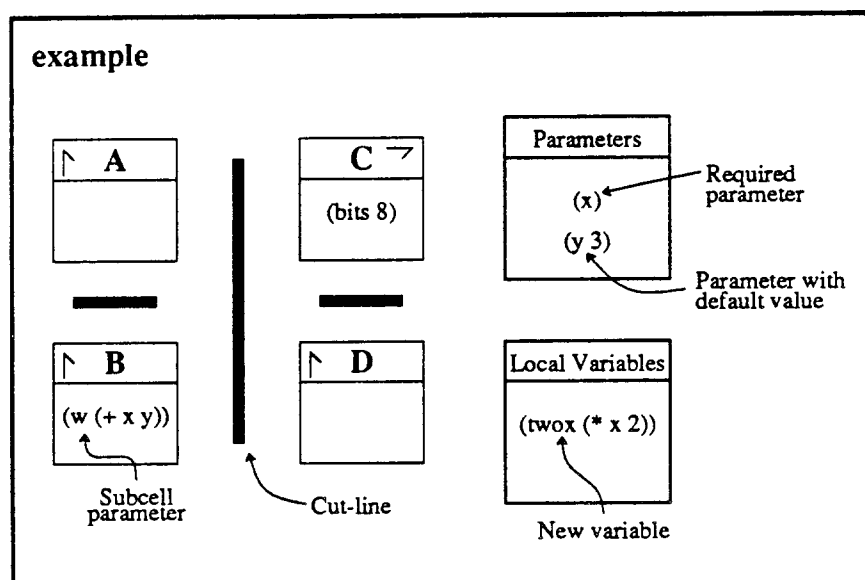 example
A
C
(bits 8)
B
(w (+ x y))
Subcell
parameter
D
Cut-line
Parameters
(x)
(y 3)
Required
parameter
Parameter with
default value
Local Variables
(twox (* x 2))
New variable